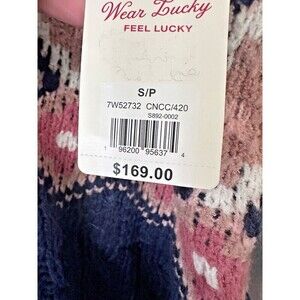 Wear Lucky
FEEL LUCKY
S/P
7W52732 CNCC/420
S892-0002
1 96200 95637 4
$169.00